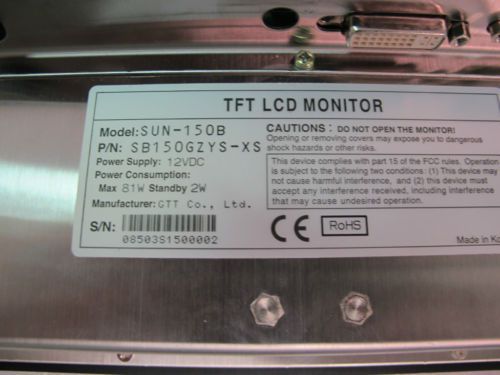 TFT LCD MONITOR
Model: SUN-150B
P/N: SB150GZYS-XS
Power Supply: 12VDC
Power Consumption:
Max 81W Standby 2W
Manufacturer: GTT Co., Ltd.
S/N:
08503S1500002
CAUTIONS : DO NOT OPEN THE MONITOR!
Opening or removing covers may expose you to dangerous
shock hazards or other risks.
This device complies with part 15 of the FCC rules. Operation
is subject to the following two conditions: (1) This device may
not cause harmful interference, and (2) this device must
accept any interference received, including interference
that may cause undesired operation.
CE RoHS
Made in Ko